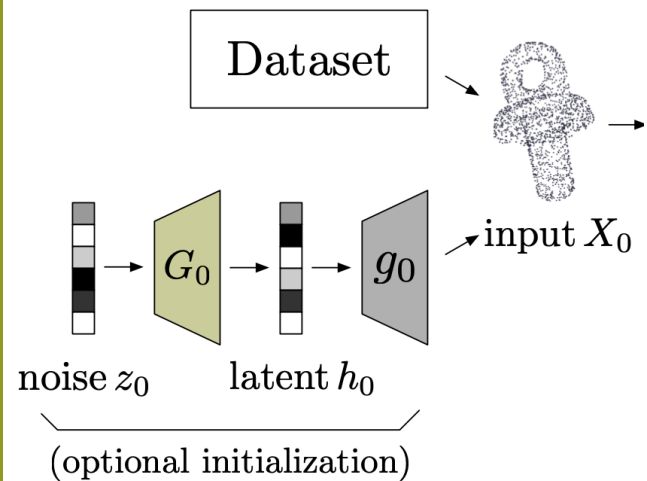 Dataset
input X₀
G₀
g₀
noise z₀
latent h₀
(optional initialization)